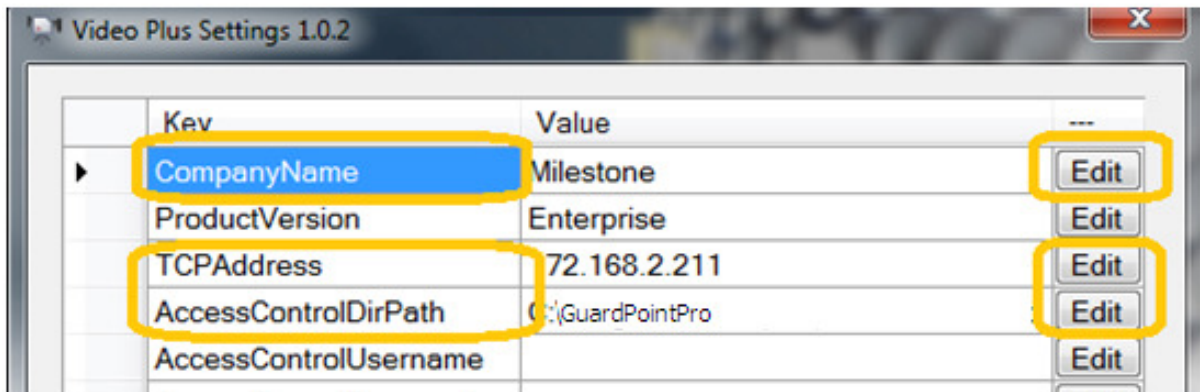 Video Plus Settings 1.0.2
Key Value ---
CompanyName Milestone Edit
ProductVersion Enterprise Edit
TCPAddress 72.168.2.211 Edit
AccessControlDirPath :\GuardPointPro Edit
AccessControlUsername Edit